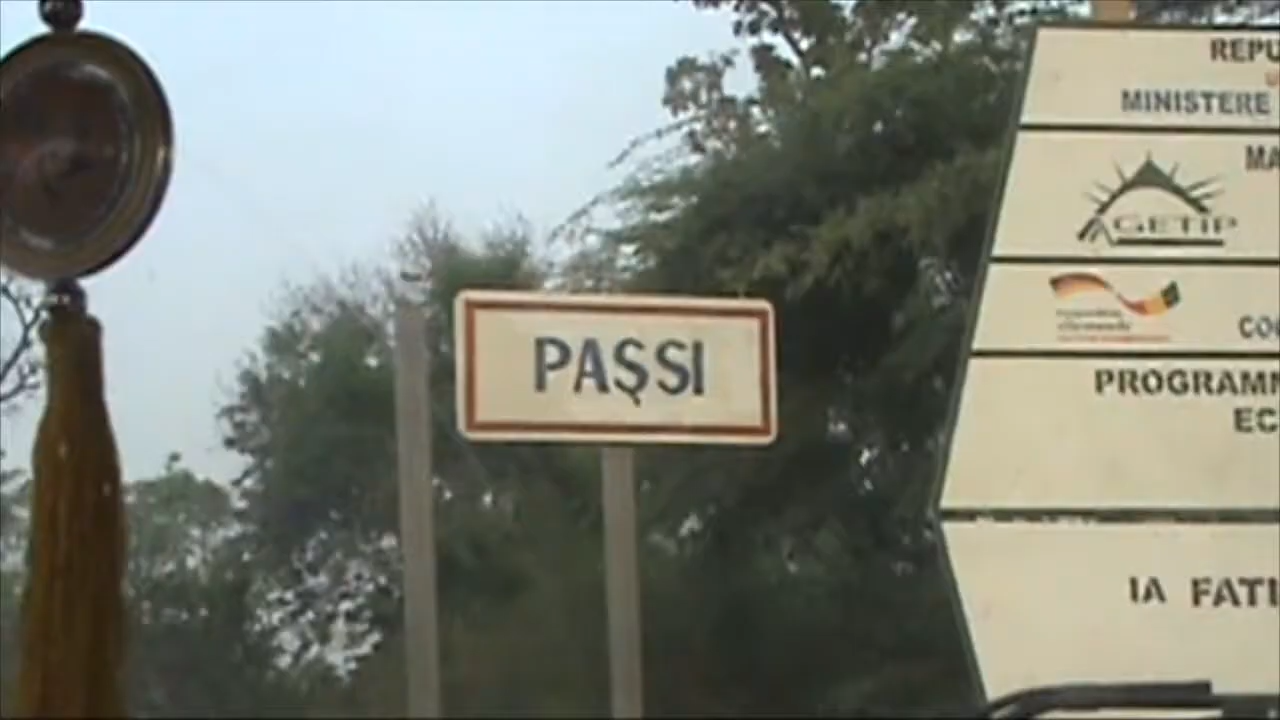 PASSI
REPU
MINISTERE
MA
GETIP
CO
PROGRAMM
EC
IA FATI